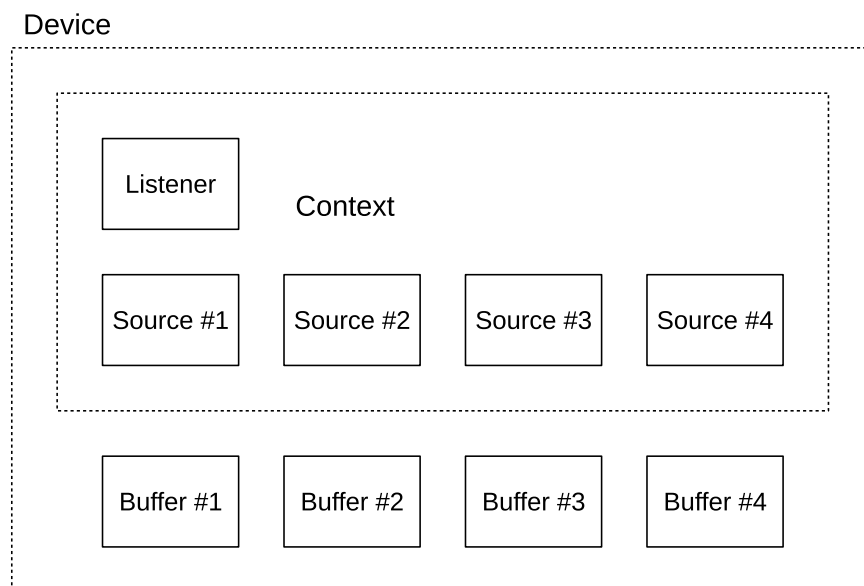 Device
Listener
Context
Source #1 Source #2 Source #3 Source #4
Buffer #1 Buffer #2 Buffer #3 Buffer #4